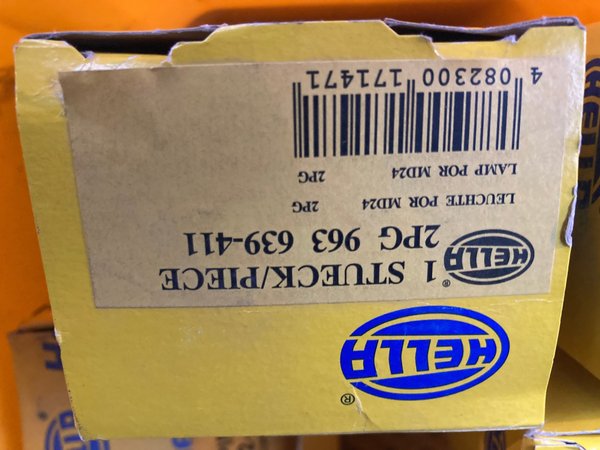 HELLA ®
HELLA ® 1 STUECK/PIECE
2PG 963 639-411
LEUCHTE POR MD24 2PG
LAMP POR MD24 2PG
4 082300 171471